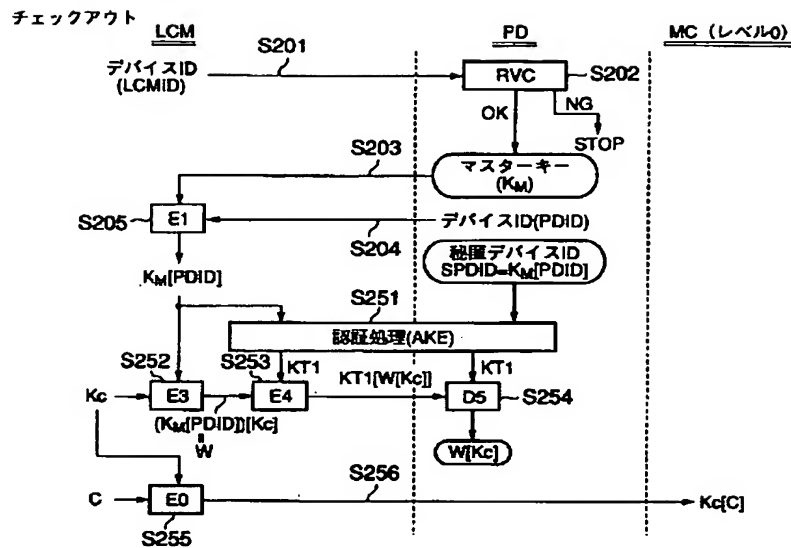 チェックアウト
LCM
PD
MC (レベル0)
S201
デバイスID
(LCMID)
RVC
S202
OK
NG
STOP
S203
マスターキー
(KM)
S205
E1
デバイスID(PDID)
S204
秘匿デバイスID
SPDID=KM[PDID]
KM[PDID]
S251
認証処理(AKE)
S252
S253
KT1
KT1
KT1[W[Kc]]
Kc
E3
E4
D5
S254
(KM[PDID])[Kc]
=
W
W[Kc]
S256
C
E0
Kc[C]
S255